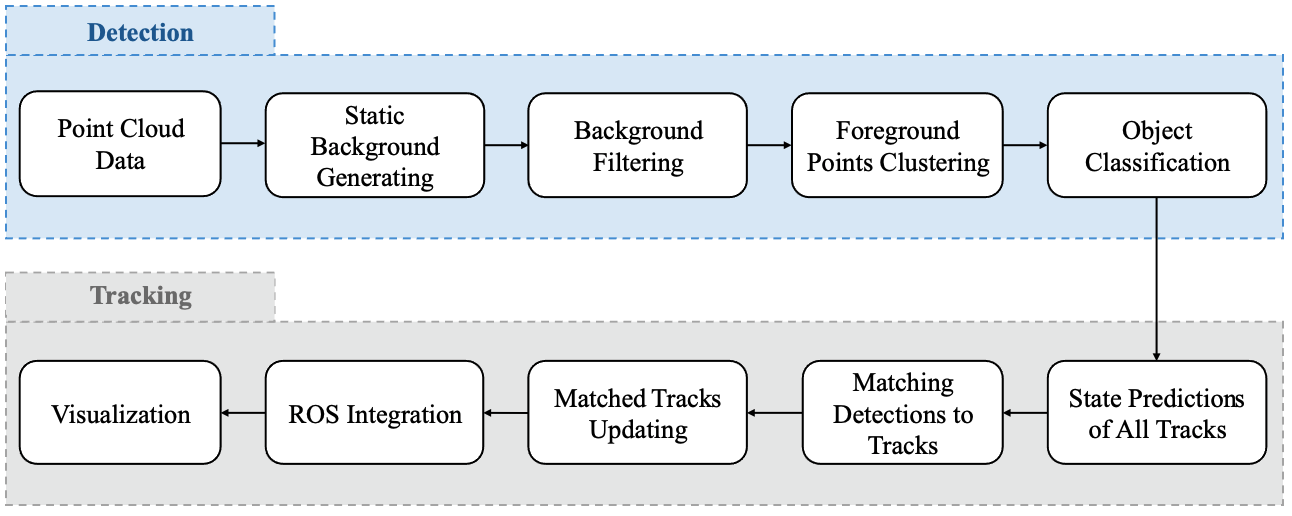 Detection
Point Cloud
Data
Static
Background
Generating
Background
Filtering
Foreground
Points Clustering
Object
Classification
Tracking
Visualization
ROS Integration
Matched Tracks
Updating
Matching
Detections to
Tracks
State Predictions
of All Tracks